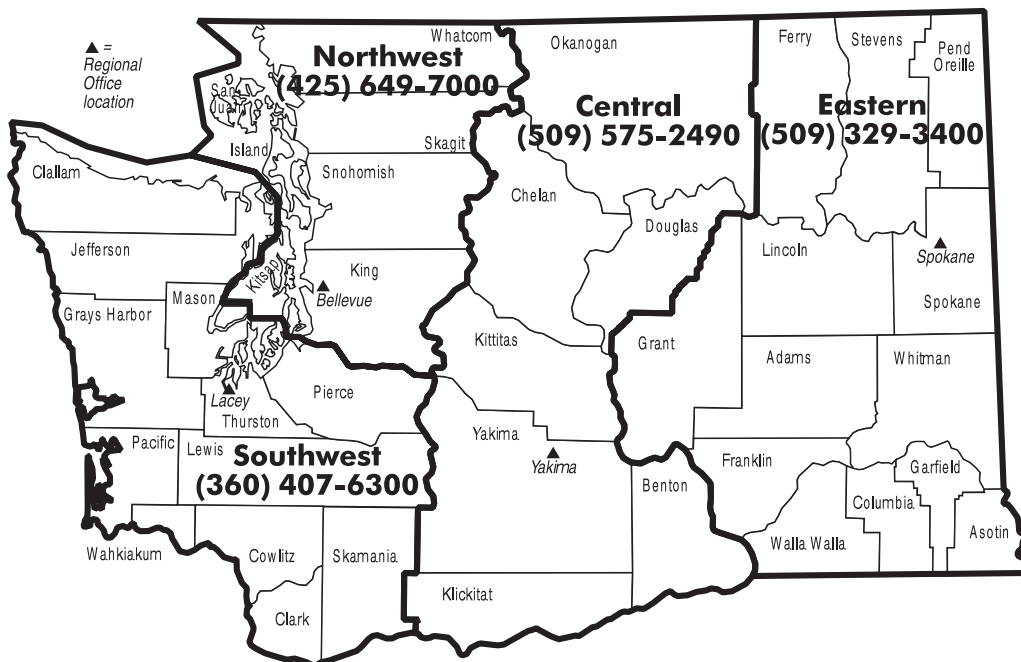 ▲ =
Regional
Office
location
Whatcom
Northwest
(425) 649-7000
San
Juan
Island
Skagit
Snohomish
King
Kitsap
Bellevue
Okanogan
Central
(509) 575-2490
Chelan
Douglas
Kittitas
Yakima
Yakima
Benton
Klickitat
Ferry
Stevens
Pend
Oreille
Eastern
(509) 329-3400
Lincoln
Spokane
Spokane
Grant
Adams
Whitman
Franklin
Garfield
Columbia
Walla Walla
Asotin
Clallam
Jefferson
Mason
Grays Harbor
Lacey
Thurston
Pierce
Pacific
Lewis
Southwest
(360) 407-6300
Wahkiakum
Cowlitz
Skamania
Clark